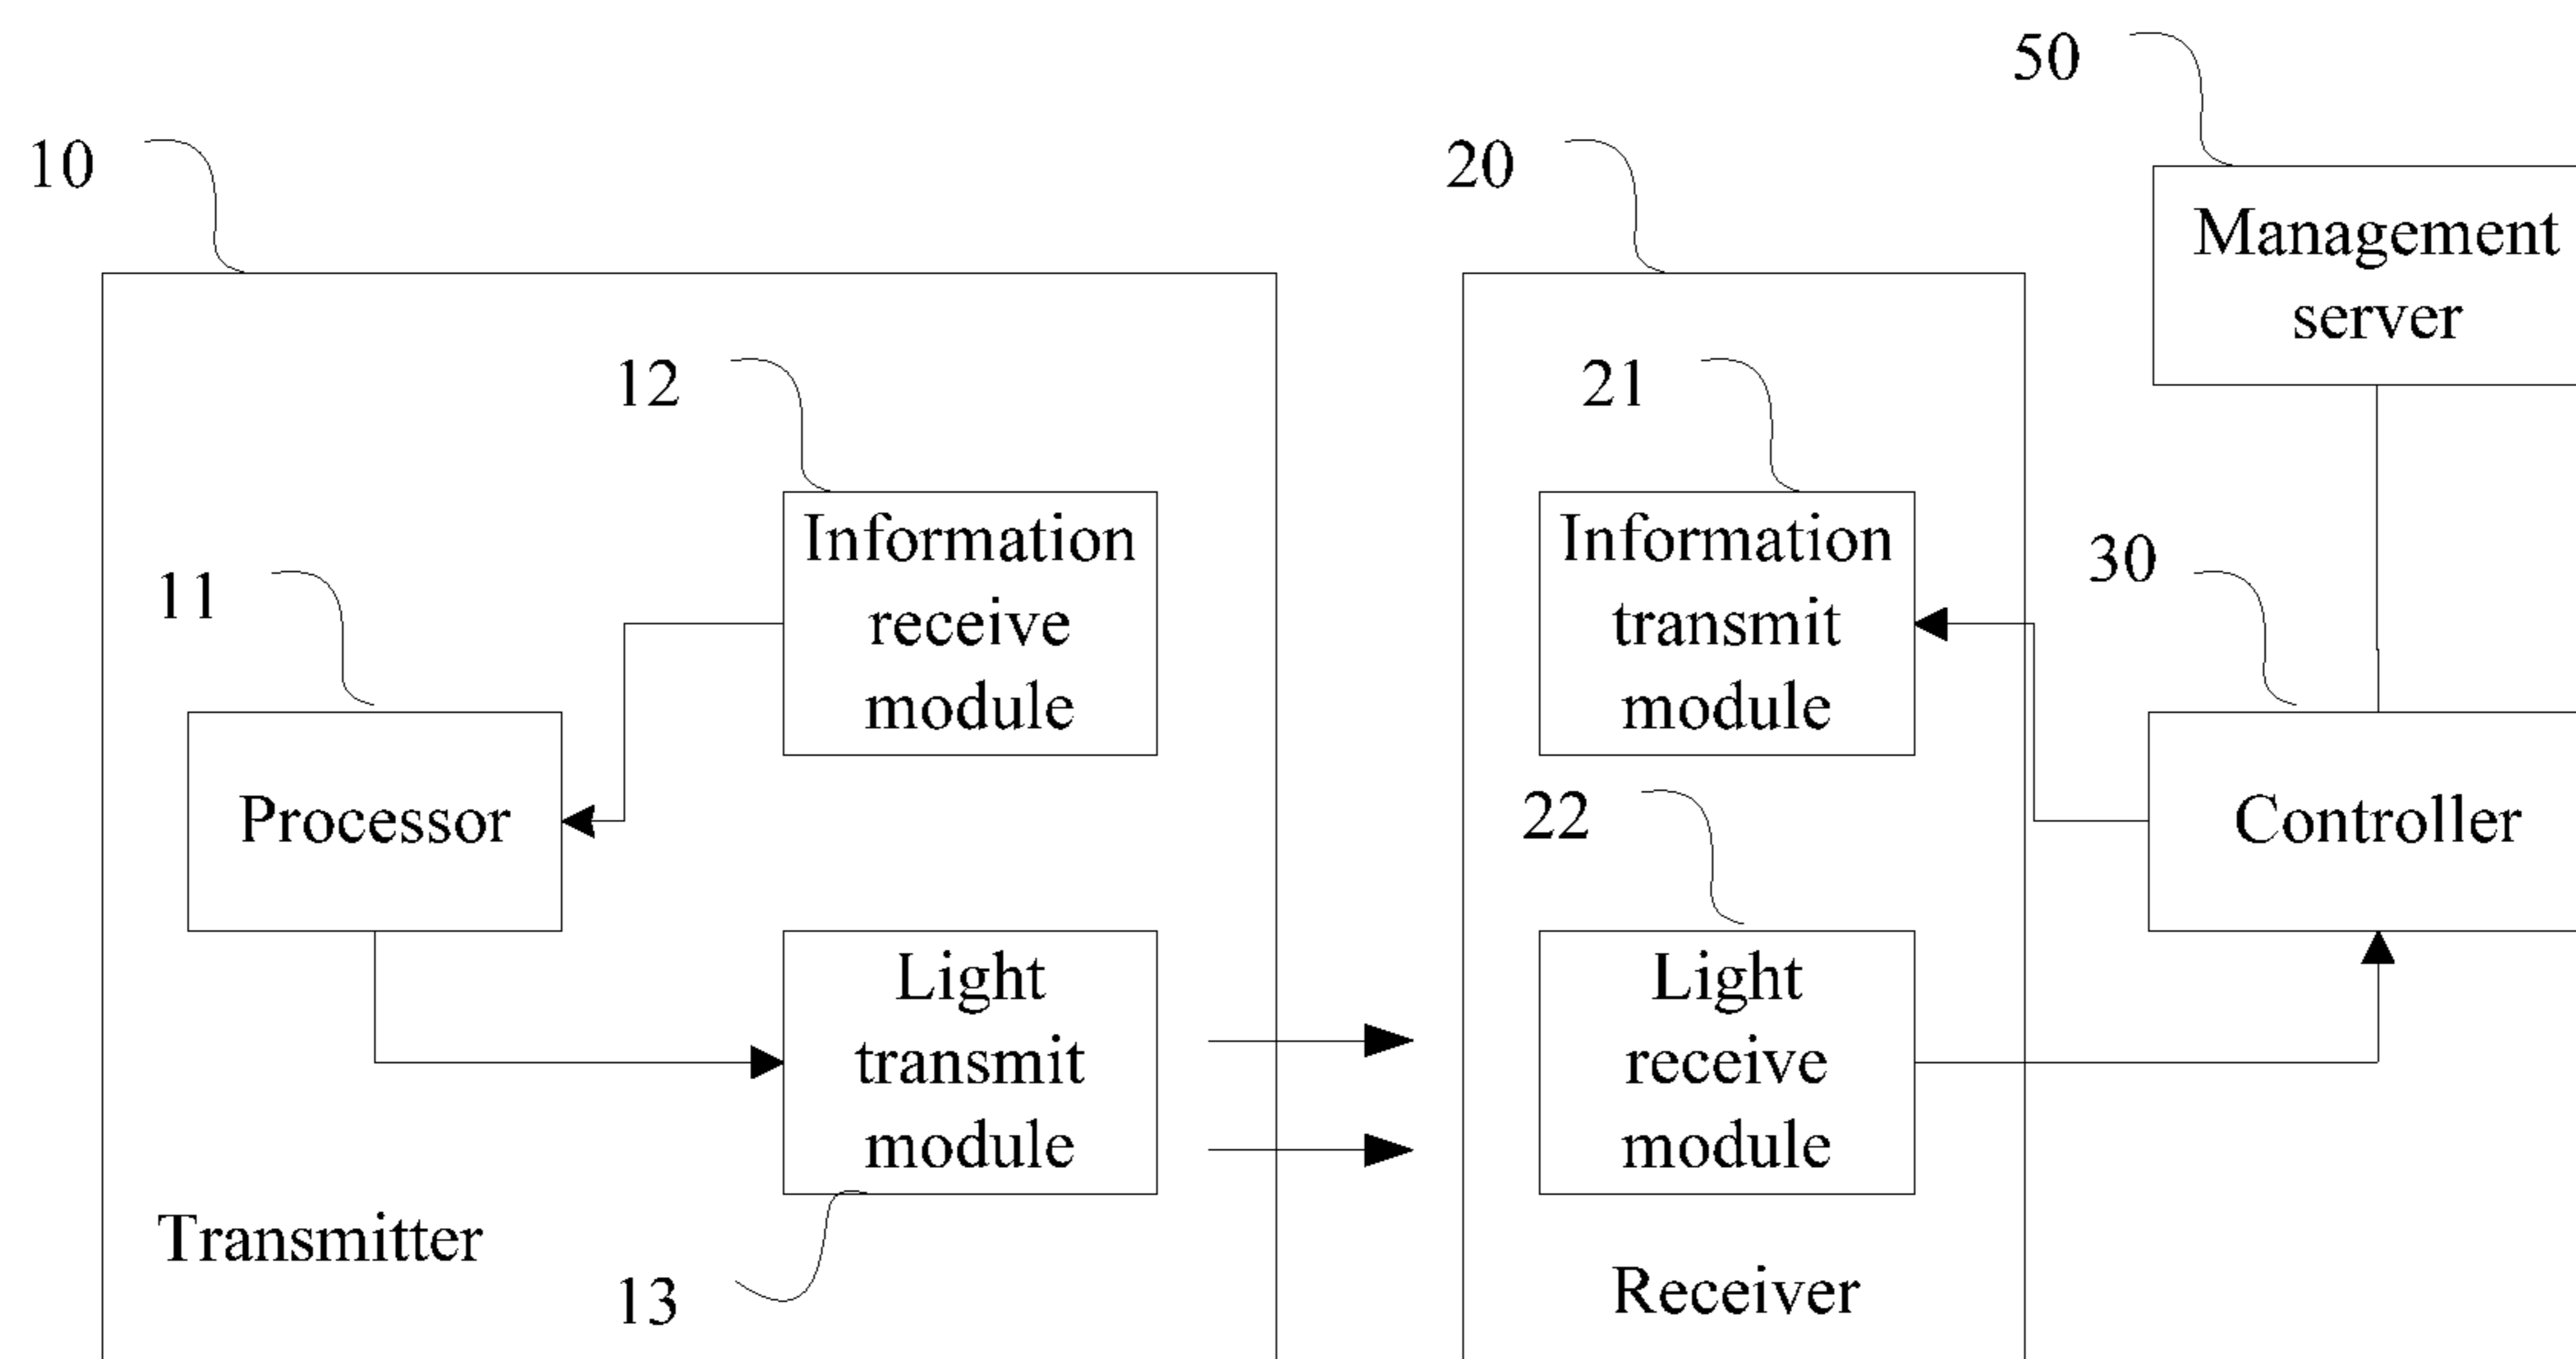 50
10
20
Management
server
12
21
Information
receive
module
Information
transmit
module
30
11
Processor
22
Controller
Light
transmit
module
Light
receive
module
Transmitter
13
Receiver